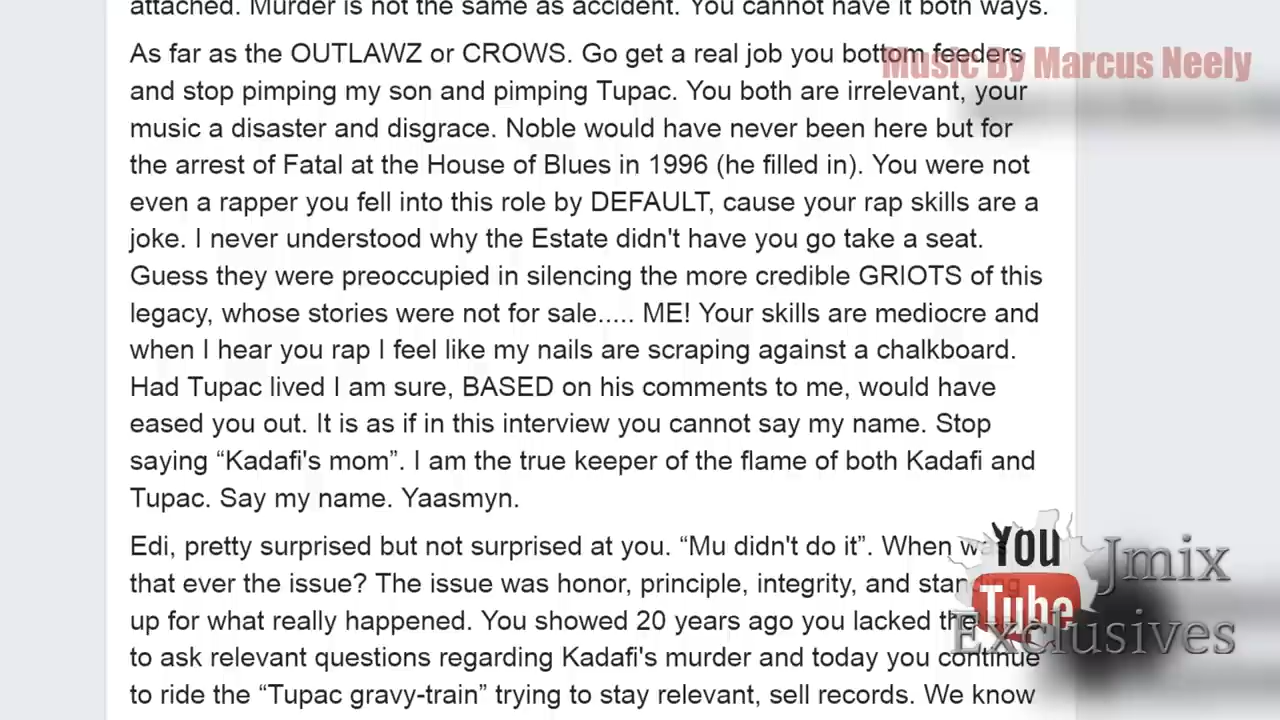 attached. Murder is not the same as accident. You cannot have it both ways.
As far as the OUTLAWZ or CROWS. Go get a real job you bottom feeders
Music By Marcus Neely
and stop pimping my son and pimping Tupac. You both are irrelevant, your
music a disaster and disgrace. Noble would have never been here but for
the arrest of Fatal at the House of Blues in 1996 (he filled in). You were not
even a rapper you fell into this role by DEFAULT, cause your rap skills are a
joke. I never understood why the Estate didn't have you go take a seat.
Guess they were preoccupied in silencing the more credible GRIOTS of this
legacy, whose stories were not for sale..... ME! Your skills are mediocre and
when I hear you rap I feel like my nails are scraping against a chalkboard.
Had Tupac lived I am sure, BASED on his comments to me, would have
eased you out. It is as if in this interview you cannot say my name. Stop
saying “Kadafi's mom”. I am the true keeper of the flame of both Kadafi and
Tupac. Say my name. Yaasmyn.
Edi, pretty surprised but not surprised at you. “Mu didn't do it”. When
that ever the issue? The issue was honor, principle, integrity, and standing
up for what really happened. You showed 20 years ago you lacked the
to ask relevant questions regarding Kadafi's murder and today you continue
to ride the “Tupac gravy-train” trying to stay relevant, sell records. We know
You Tube
Jmix
Exclusives